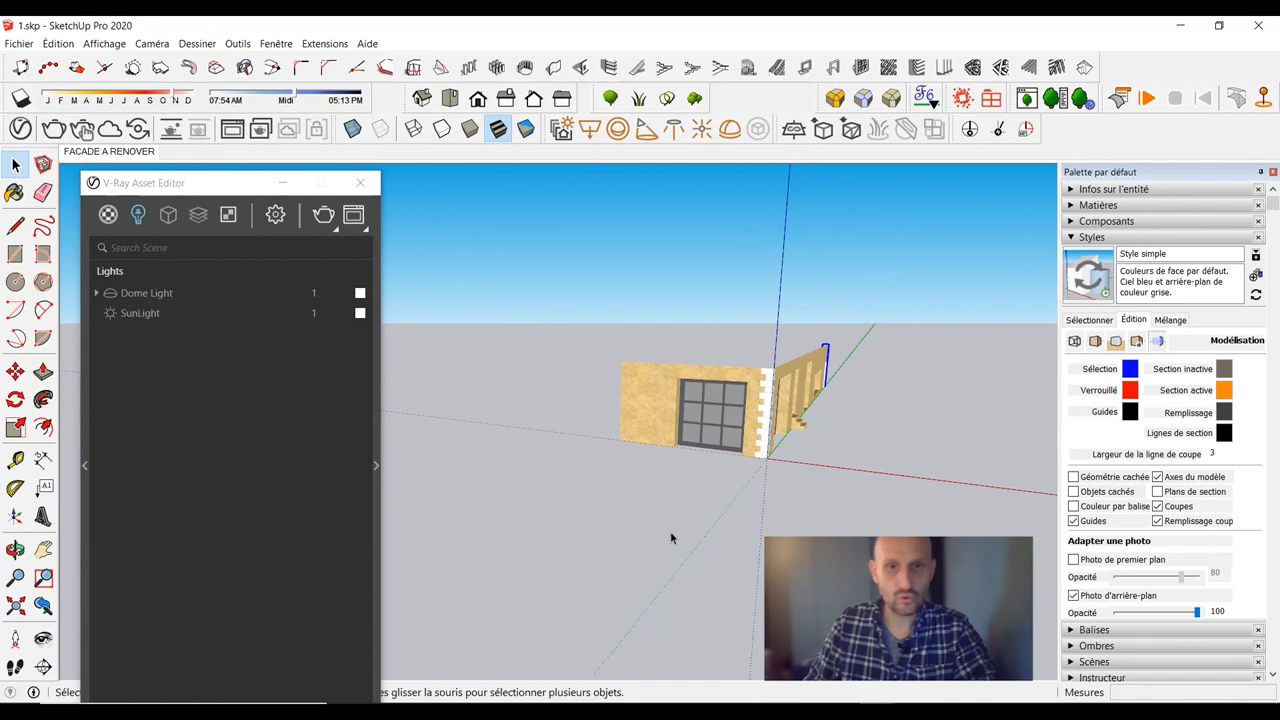 1.skp - SketchUp Pro 2020
Fichier Édition Affichage Caméra Dessiner Outils Fenêtre Extensions Aide
J F M A M J J A S O N D 07:54 AM Midi 05:13 PM
FACADE A RENOVER
V-Ray Asset Editor
Search Scene
Lights
Dome Light 1
SunLight 1
Palette par défaut
Infos sur l'entité
Matières
Composants
Styles
Style simple
Couleurs de face par défaut.
Ciel bleu et arrière-plan de
couleur grise.
Sélectionner Édition Mélange
Modélisation
Sélection Section inactive
Verrouillé Section active
Guides Remplissage
Lignes de section
Largeur de la ligne de coupe 3
Géométrie cachée Axes du modèle
Objets cachés Plans de section
Couleur par balise Coupes
Guides Remplissage coup
Adapter une photo
Photo de premier plan
Opacité 80
Photo d'arrière-plan
Opacité 100
Balises
Ombres
Scènes
Instructeur
Sélec es glisser la souris pour sélectionner plusieurs objets.
Mesures